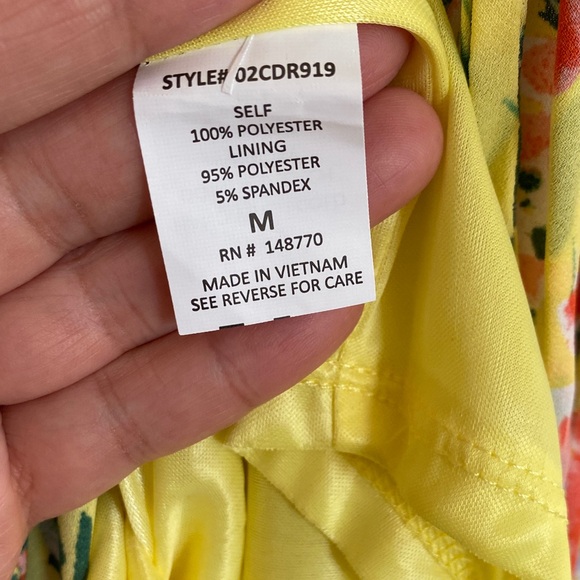 STYLE# 02CDR919
SELF
100% POLYESTER
LINING
95% POLYESTER
5% SPANDEX
M
RN # 148770
MADE IN VIETNAM
SEE REVERSE FOR CARE